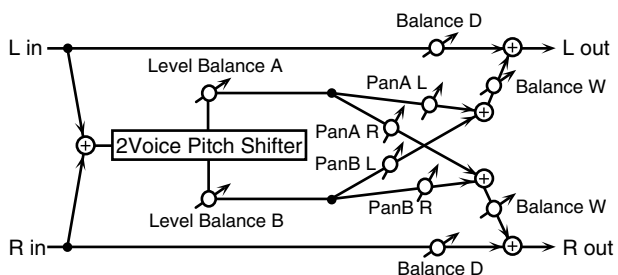 Balance D
L in
L out
Level Balance A
PanA L
Balance W
PanA R
2Voice Pitch Shifter
PanB L
PanB R
Level Balance B
Balance W
R in
R out
Balance D